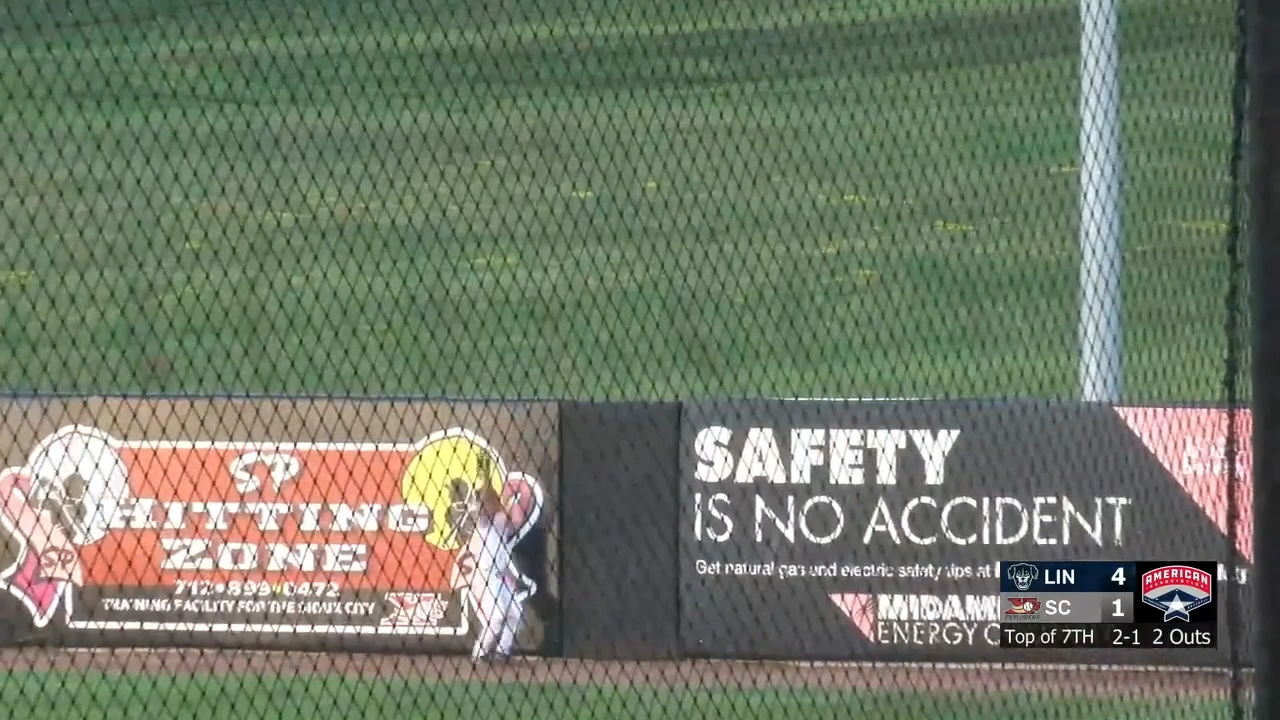 SP
HITTING
ZONE
712•899•0472
TRAINING FACILITY FOR THE SIOUX CITY
SAFETY
IS NO ACCIDENT
Get natural gas and electric safety tips at
MIDAM
ENERGY C
LIN 4
SC 1
Top of 7TH 2-1 2 Outs
AMERICAN